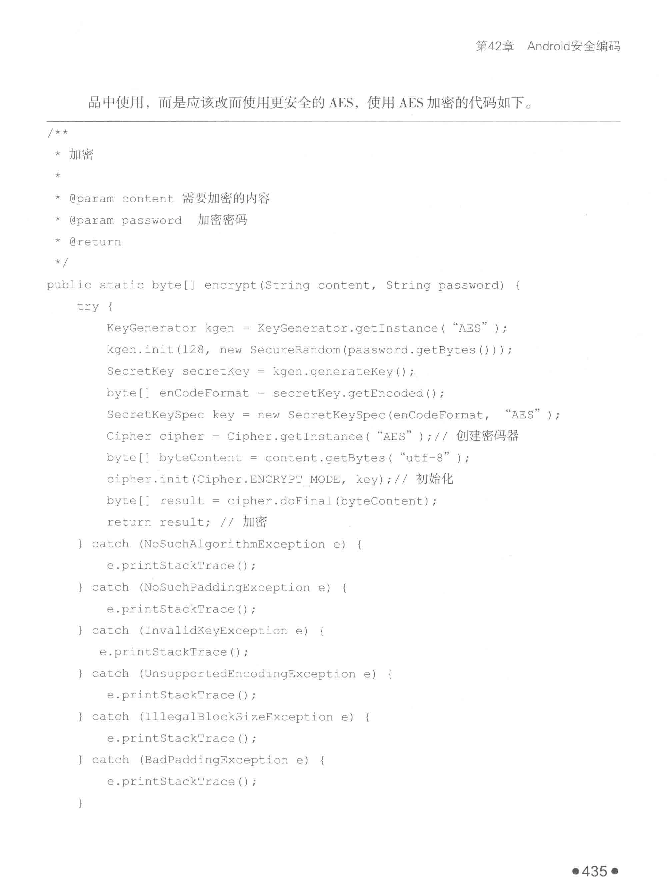 第42章 Android安全编码
品中使用，而是应该改而使用更安全的 AES，使用 AES 加密的代码如下。
/**
* 加密
*
* @param content 需要加密的内容
* @param password 加密密码
* @return
*/
public static byte[] encrypt(String content, String password) {
try {
KeyGenerator kgen = KeyGenerator.getInstance( “AES” );
kgen.init(128, new SecureRandom(password.getBytes()));
SecretKey secretKey = kgen.generateKey();
byte[] enCodeFormat = secretKey.getEncoded();
SecretKeySpec key = new SecretKeySpec(enCodeFormat, “AES” );
Cipher cipher = Cipher.getInstance( “AES” );// 创建密码器
byte[] byteContent = content.getBytes( “utf-8” );
cipher.init(Cipher.ENCRYPT_MODE, key);// 初始化
byte[] result = cipher.doFinal(byteContent);
return result; // 加密
} catch (NoSuchAlgorithmException e) {
e.printStackTrace();
} catch (NoSuchPaddingException e) {
e.printStackTrace();
} catch (InvalidKeyException e) {
e.printStackTrace();
} catch (UnsupportedEncodingException e) {
e.printStackTrace();
} catch (IllegalBlockSizeException e) {
e.printStackTrace();
} catch (BadPaddingException e) {
e.printStackTrace();
}
●435●